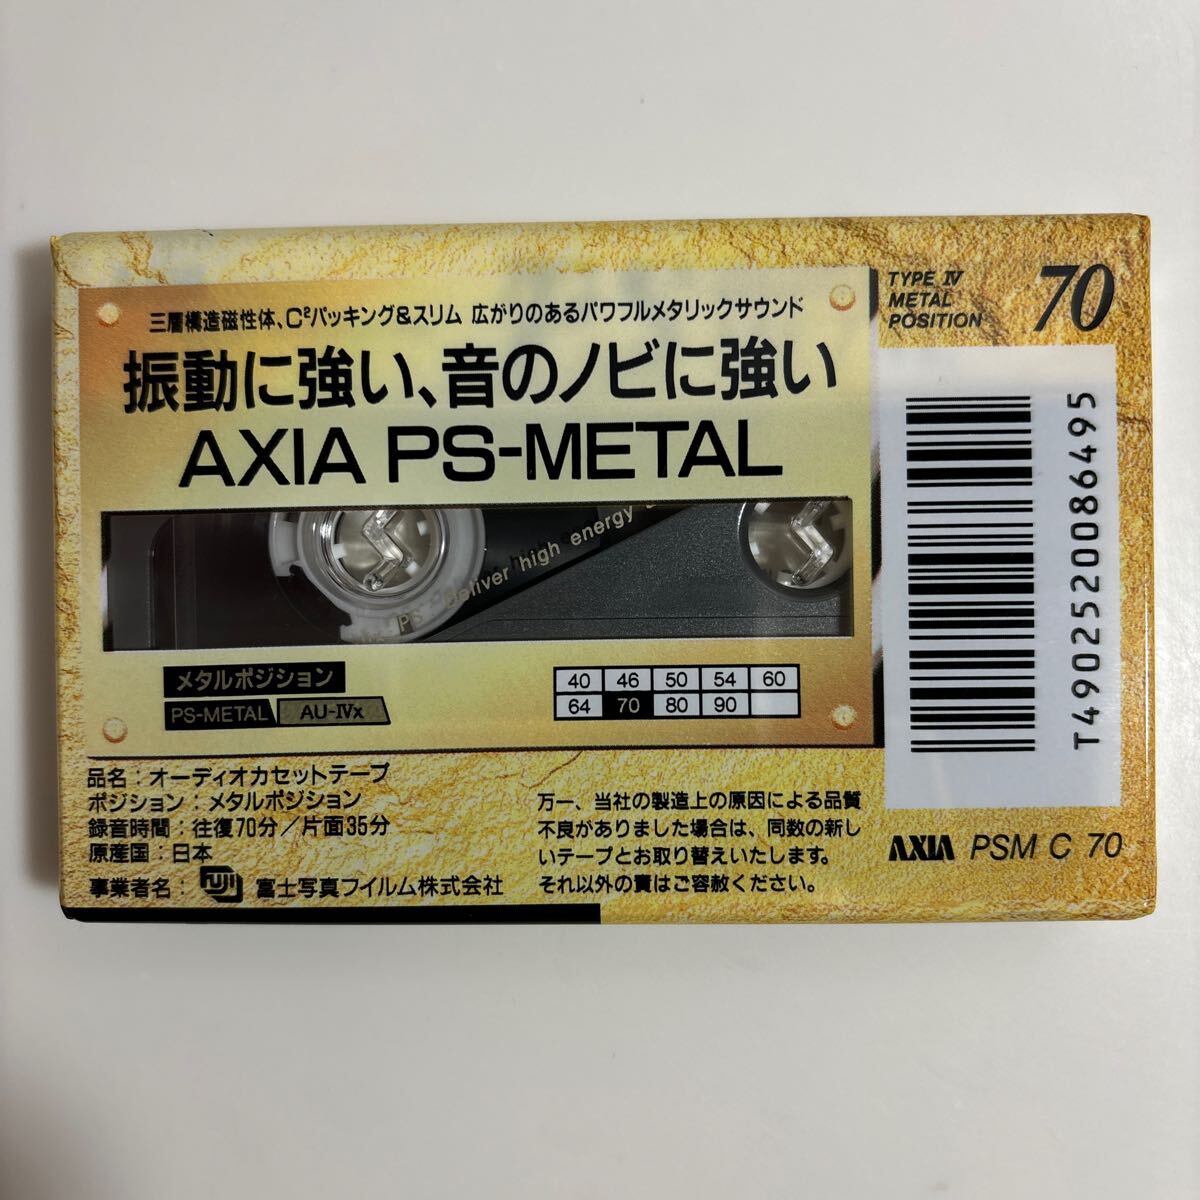 三層構造磁性体、C²パッキング&スリム 広がりのあるパワフルメタリックサウンド
振動に強い、音のノビに強い
AXIA PS-METAL
TYPE IV
METAL
POSITION
70
PS
deliver high energy
メタルポジション
PS-METAL AU-IVx
40 46 50 54 60
64 70 80 90
T4902520086495
品名：オーディオカセットテープ
ポジション：メタルポジション
録音時間：往復70分／片面35分
原産国：日本
事業者名：FUJI 富士写真フイルム株式会社
万一、当社の製造上の原因による品質
不良がありました場合は、同数の新し
いテープとお取り替えいたします。
それ以外の責はご容赦ください。
AXIA PSM C 70